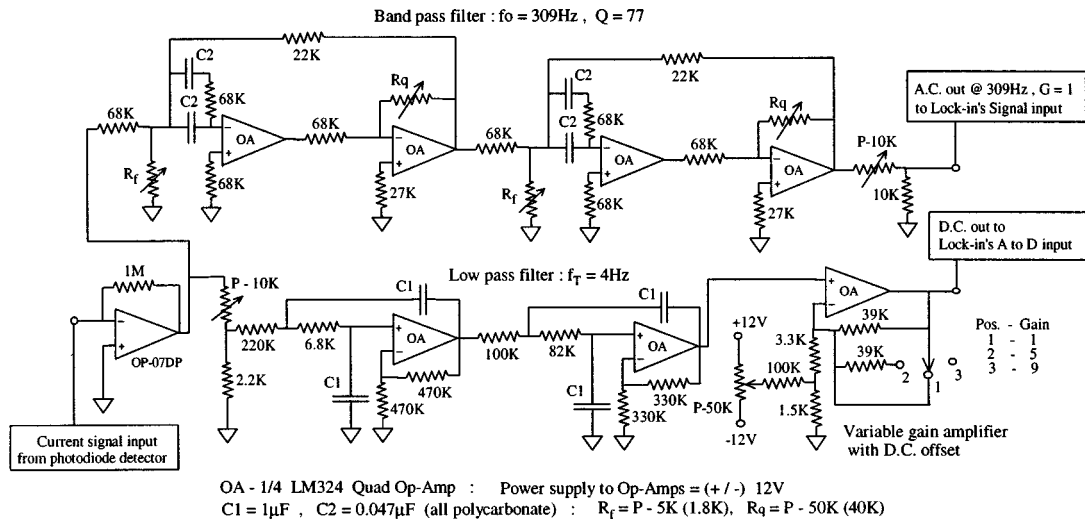 Band pass filter : fo = 309Hz , Q = 77
C2
22K
C2
68K
68K
OA
Rf
68K
68K
Rq
OA
27K
68K
C2
22K
C2
68K
OA
Rf
68K
68K
Rq
OA
27K
P-10K
10K
A.C. out @ 309Hz , G = 1
to Lock-in's Signal input
D.C. out to
Lock-in's A to D input
1M
OP-07DP
Current signal input
from photodiode detector
P - 10K
2.2K
Low pass filter : fT = 4Hz
220K
6.8K
C1
C1
OA
470K
470K
100K
82K
C1
C1
OA
330K
330K
+12V
P-50K
-12V
100K
3.3K
1.5K
OA
39K
39K
2
1
3
Pos. - Gain
1 - 1
2 - 5
3 - 9
Variable gain amplifier
with D.C. offset
OA - 1/4 LM324 Quad Op-Amp : Power supply to Op-Amps = (+ / -) 12V
C1 = 1μF , C2 = 0.047μF (all polycarbonate) : Rf = P - 5K (1.8K), Rq = P - 50K (40K)